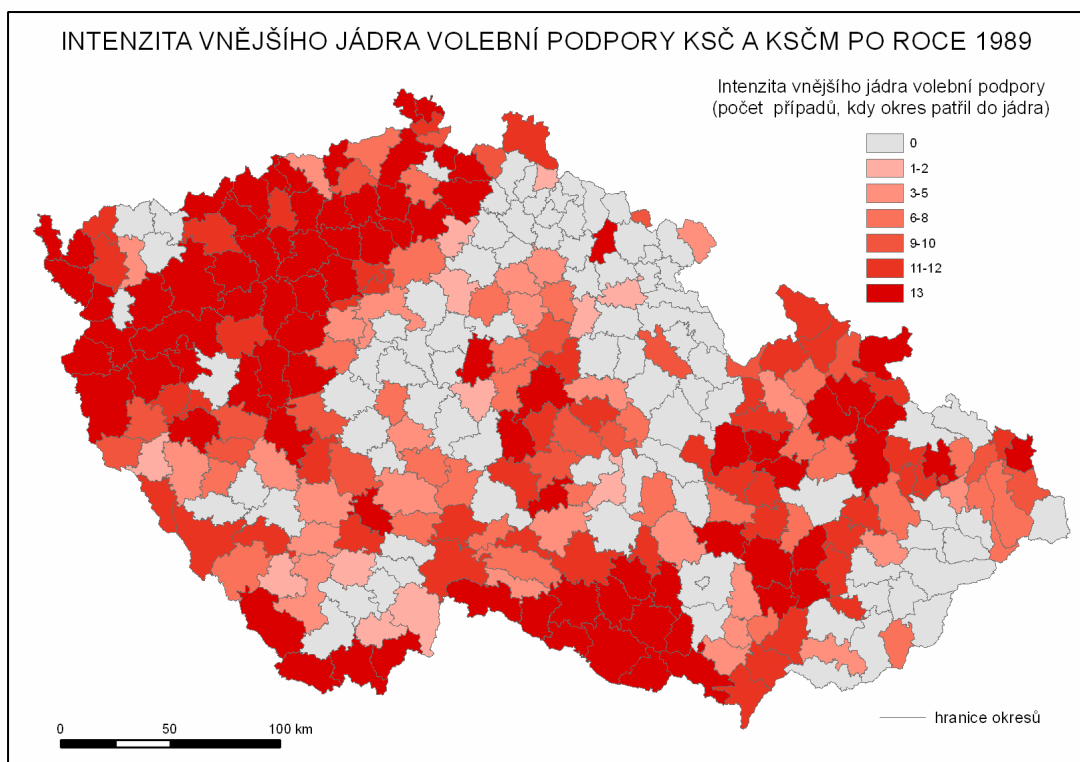 INTENZITA VNĚJŠÍHO JÁDRA VOLEBNÍ PODPORY KSČ A KSČM PO ROCE 1989
Intenzita vnějšího jádra volební podpory
(počet případů, kdy okres patřil do jádra)
0
1-2
3-5
6-8
9-10
11-12
13
0 50 100 km
hranice okresů